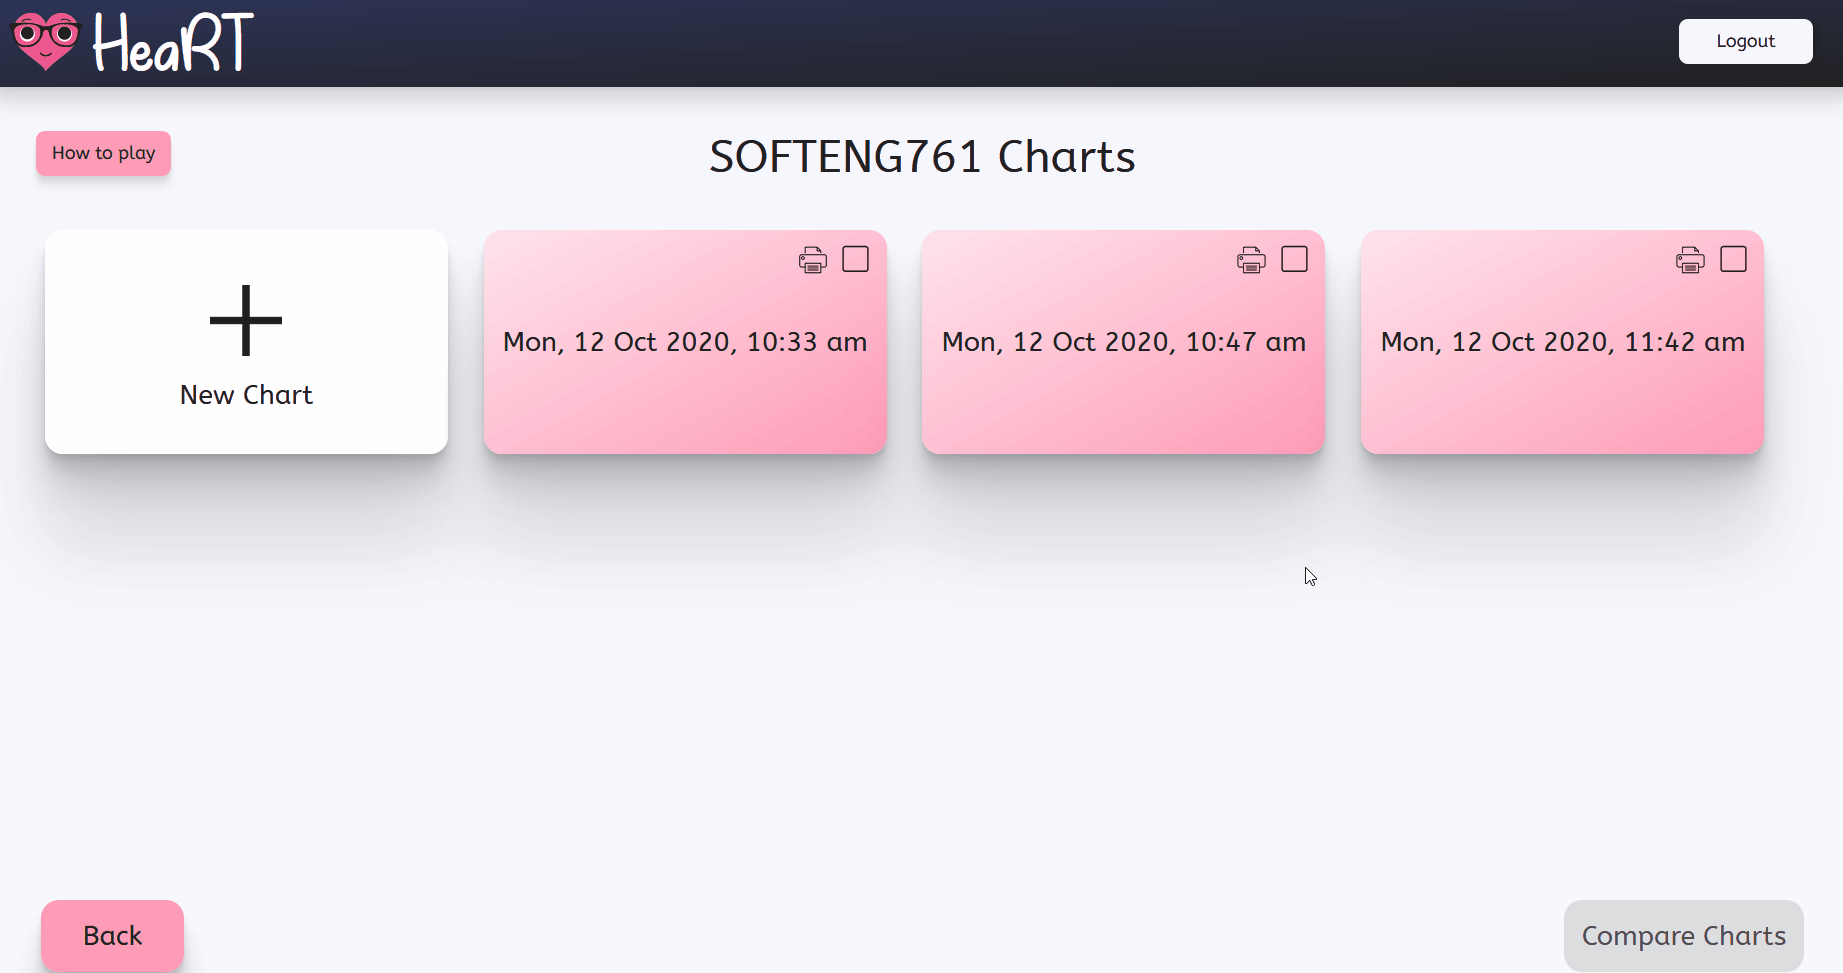 HeaRT
Logout
How to play
SOFTENG761 Charts
New Chart
Mon, 12 Oct 2020, 10:33 am
Mon, 12 Oct 2020, 10:47 am
Mon, 12 Oct 2020, 11:42 am
Back
Compare Charts